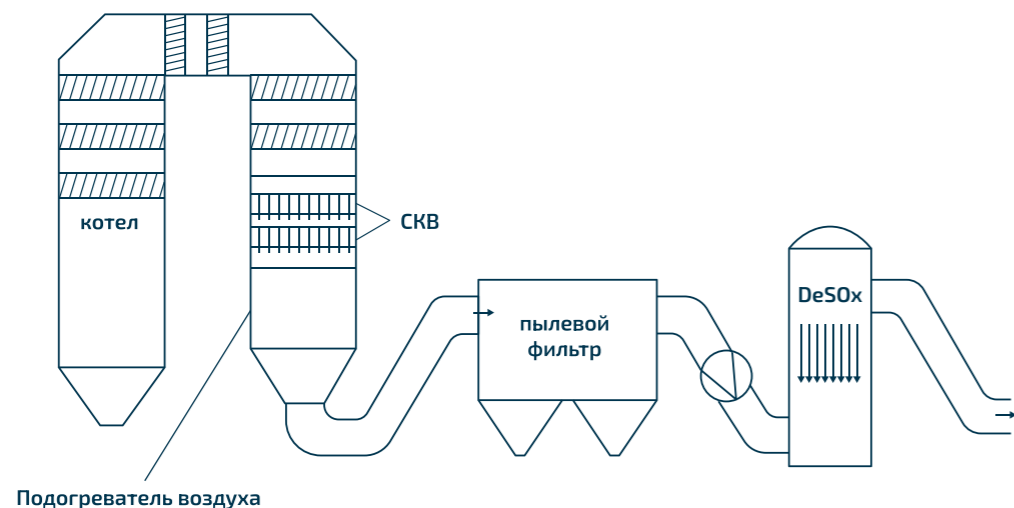 котел
СКВ
DeSOx
пылевой
фильтр
Подогреватель воздуха